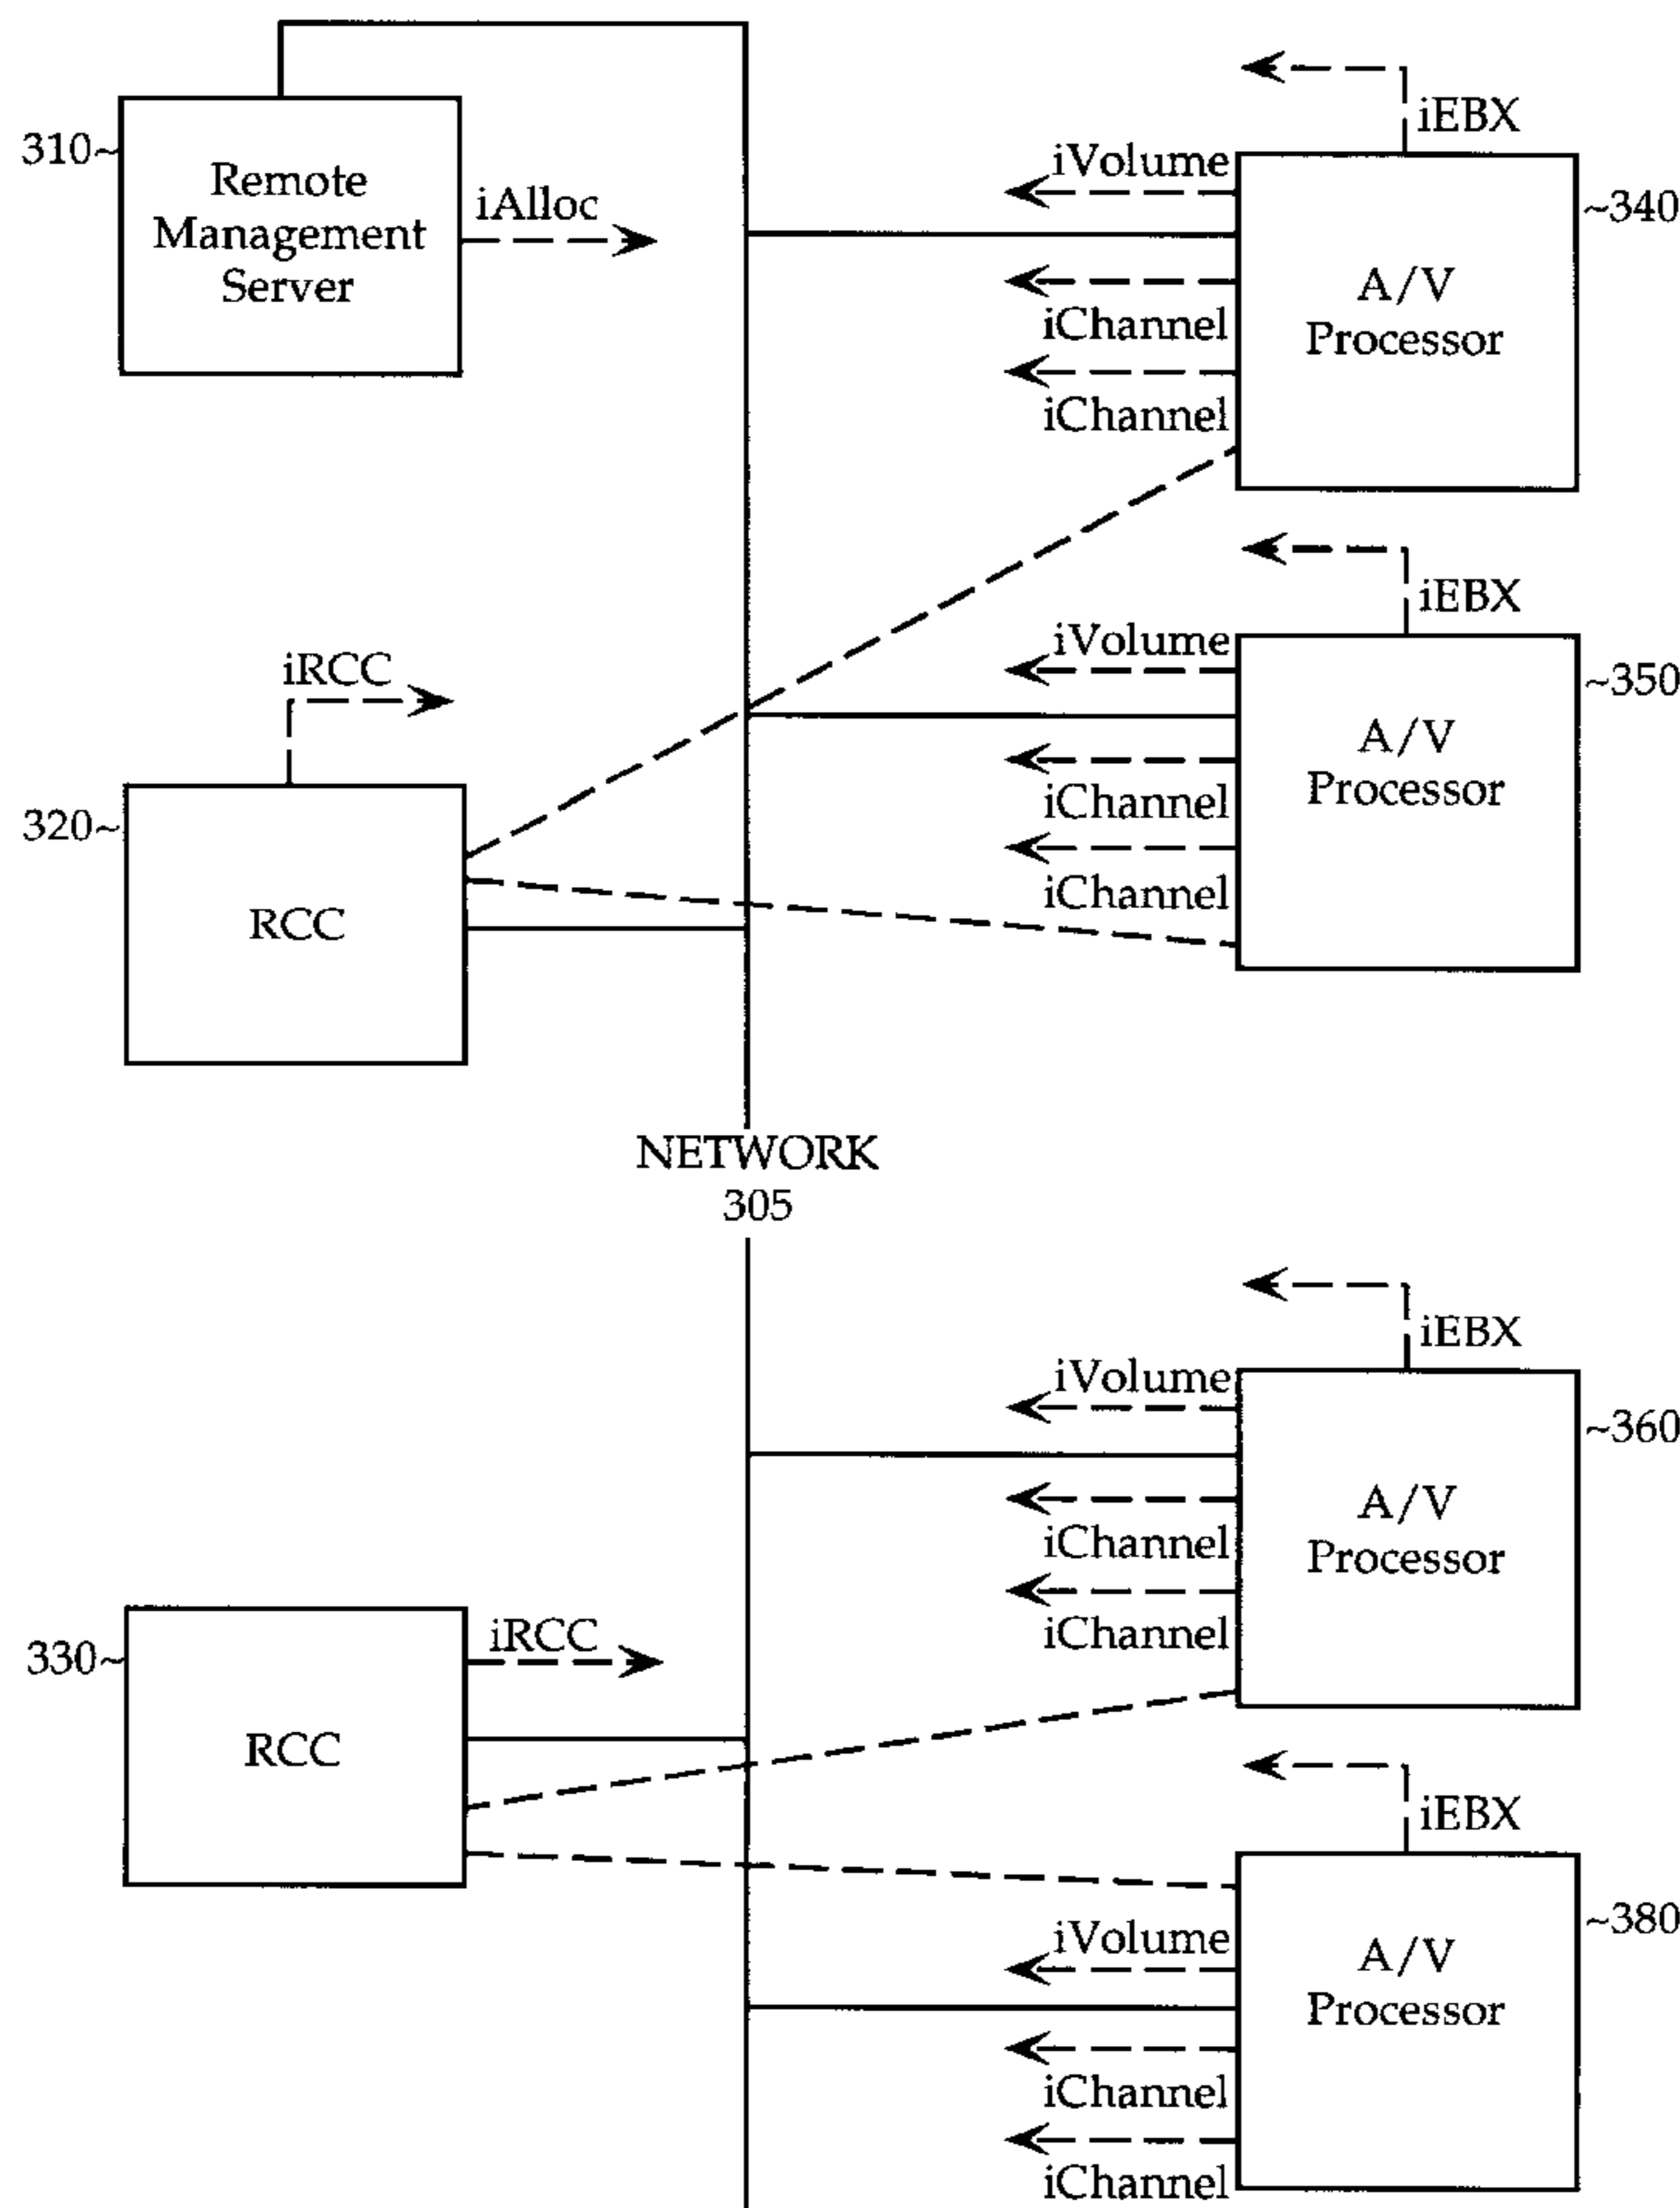 310~
Remote
Management
Server
iAlloc
iEBX
iVolume
~340
A/V
Processor
iChannel
iChannel
iEBX
iVolume
~350
A/V
Processor
iChannel
iChannel
iRCC
320~
RCC
NETWORK
305
iEBX
iVolume
~360
A/V
Processor
iChannel
iChannel
330~
iRCC
RCC
iEBX
~380
iVolume
A/V
Processor
iChannel
iChannel